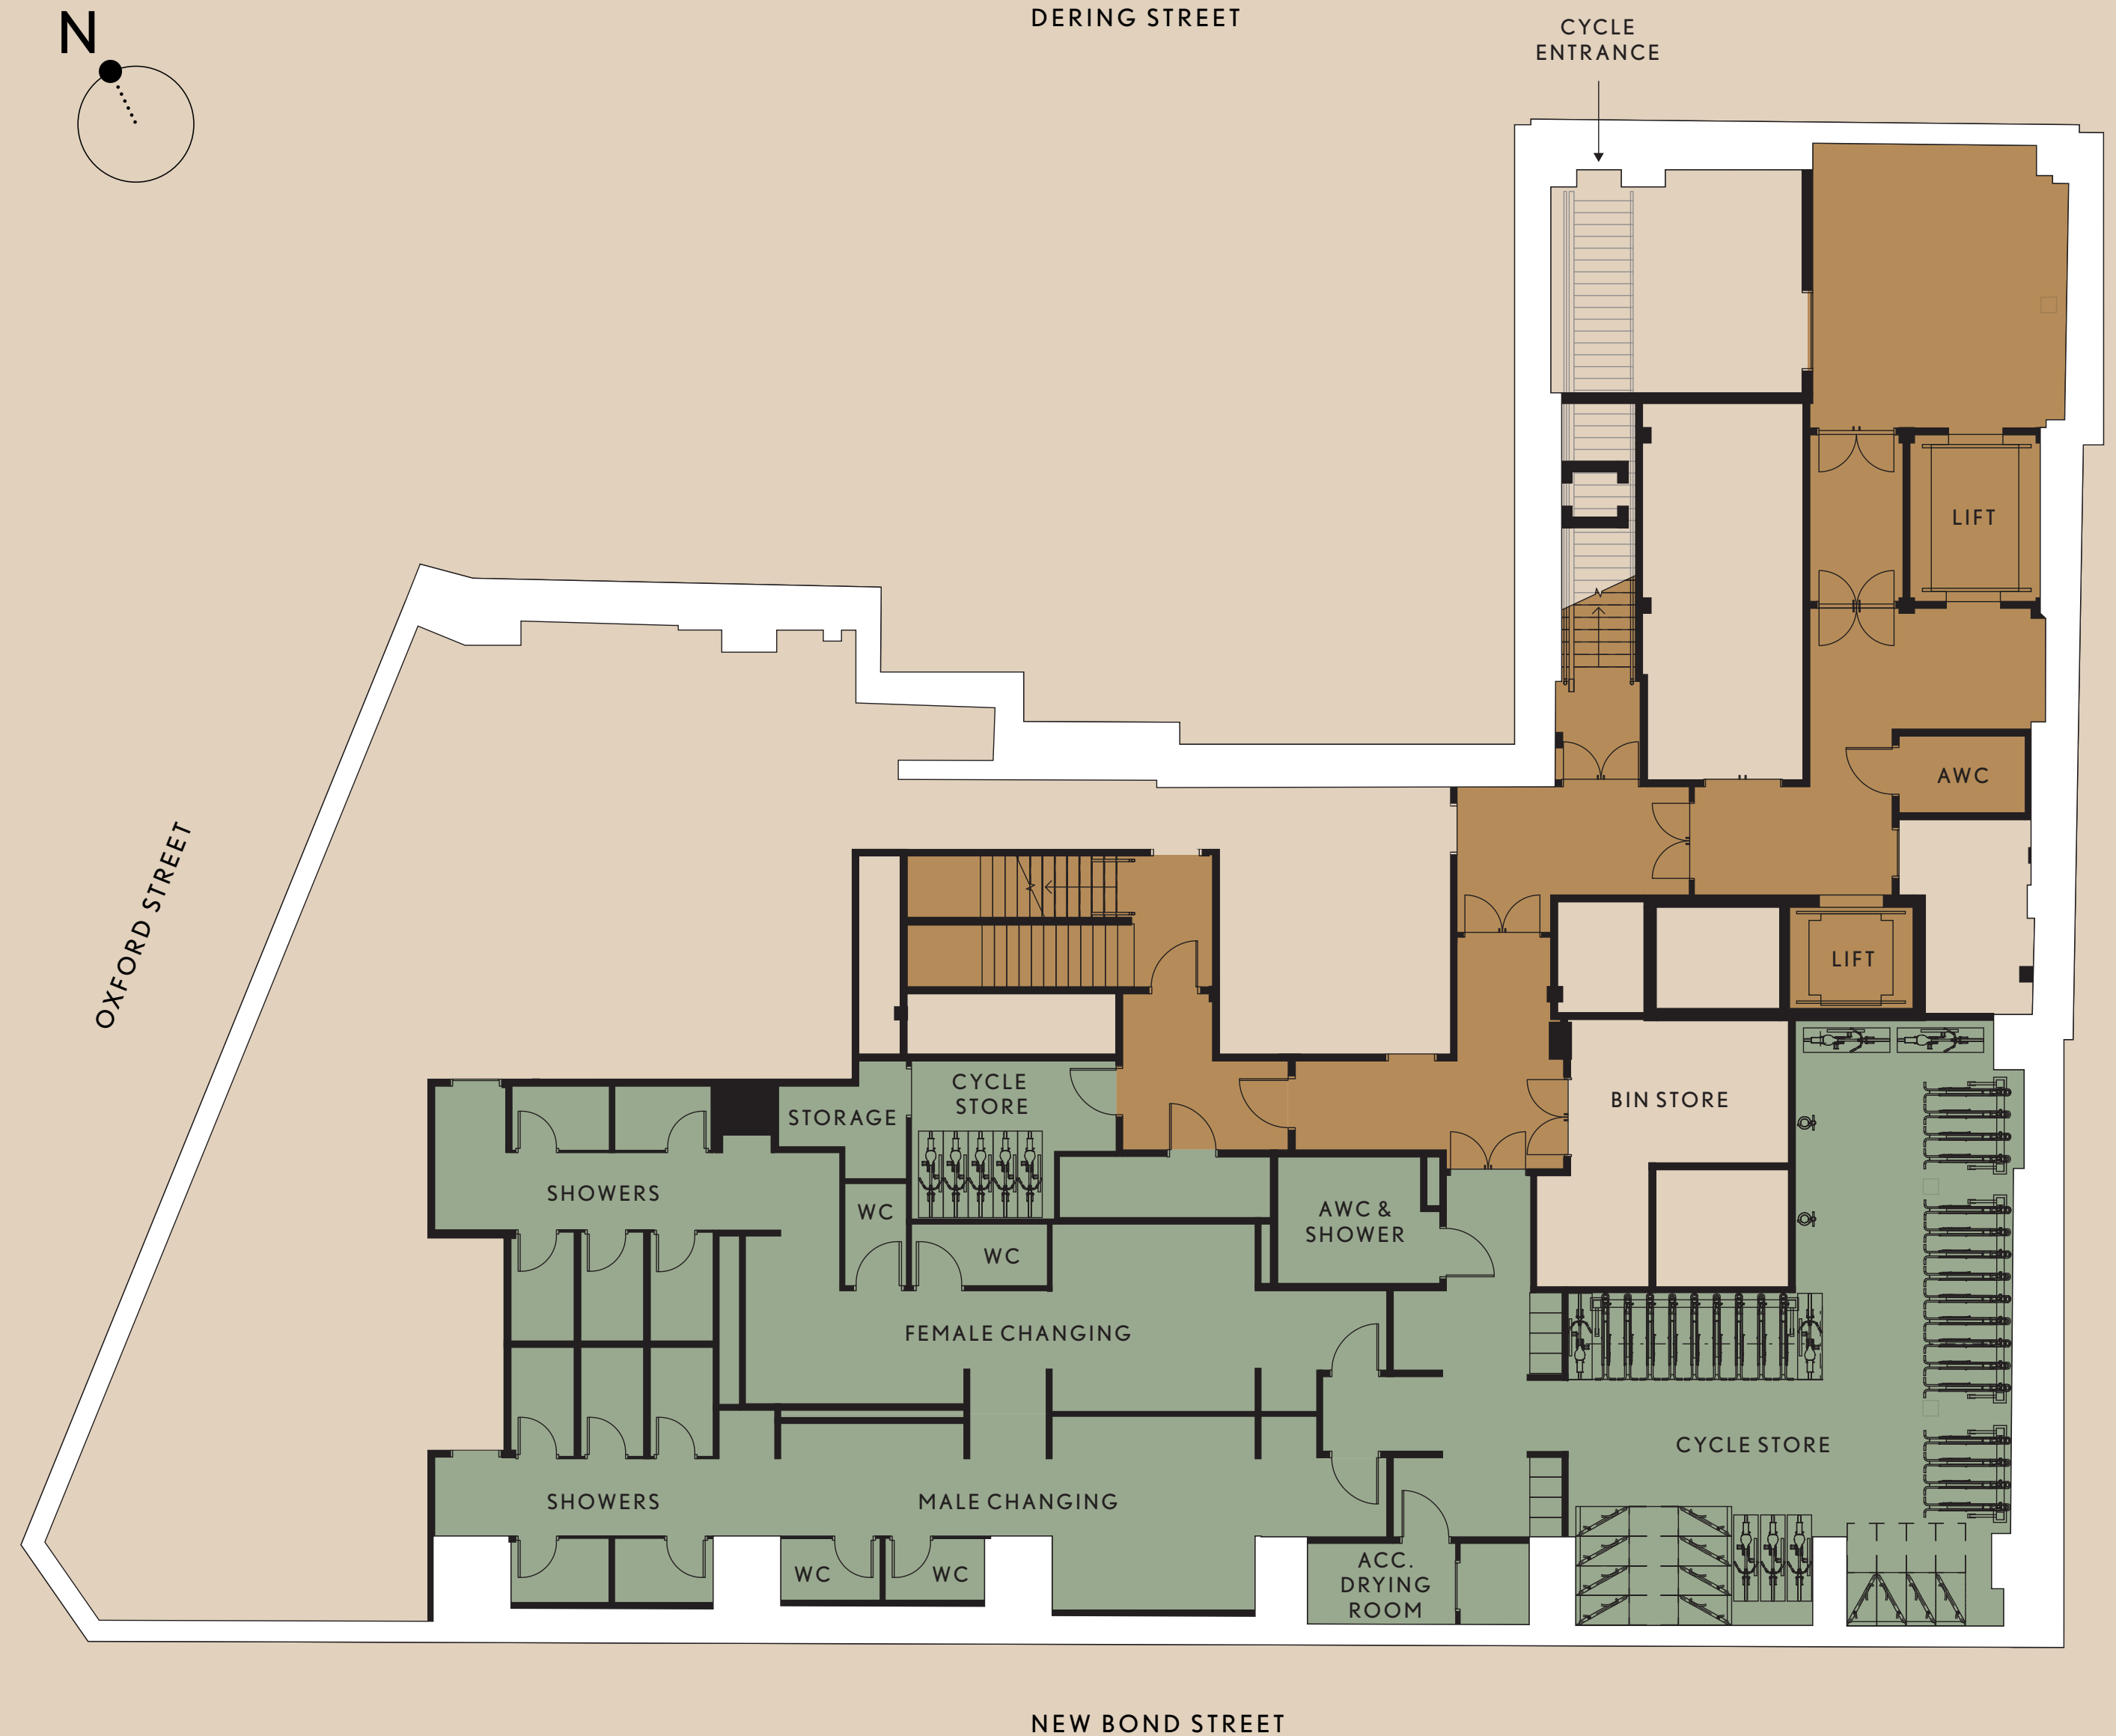 N
DERING STREET
CYCLE
ENTRANCE
LIFT
AWC
OXFORD STREET
LIFT
CYCLE
STORE
STORAGE
BIN STORE
SHOWERS
WC
AWC &
SHOWER
WC
FEMALE CHANGING
CYCLE STORE
SHOWERS
MALE CHANGING
WC
WC
ACC.
DRYING
ROOM
NEW BOND STREET